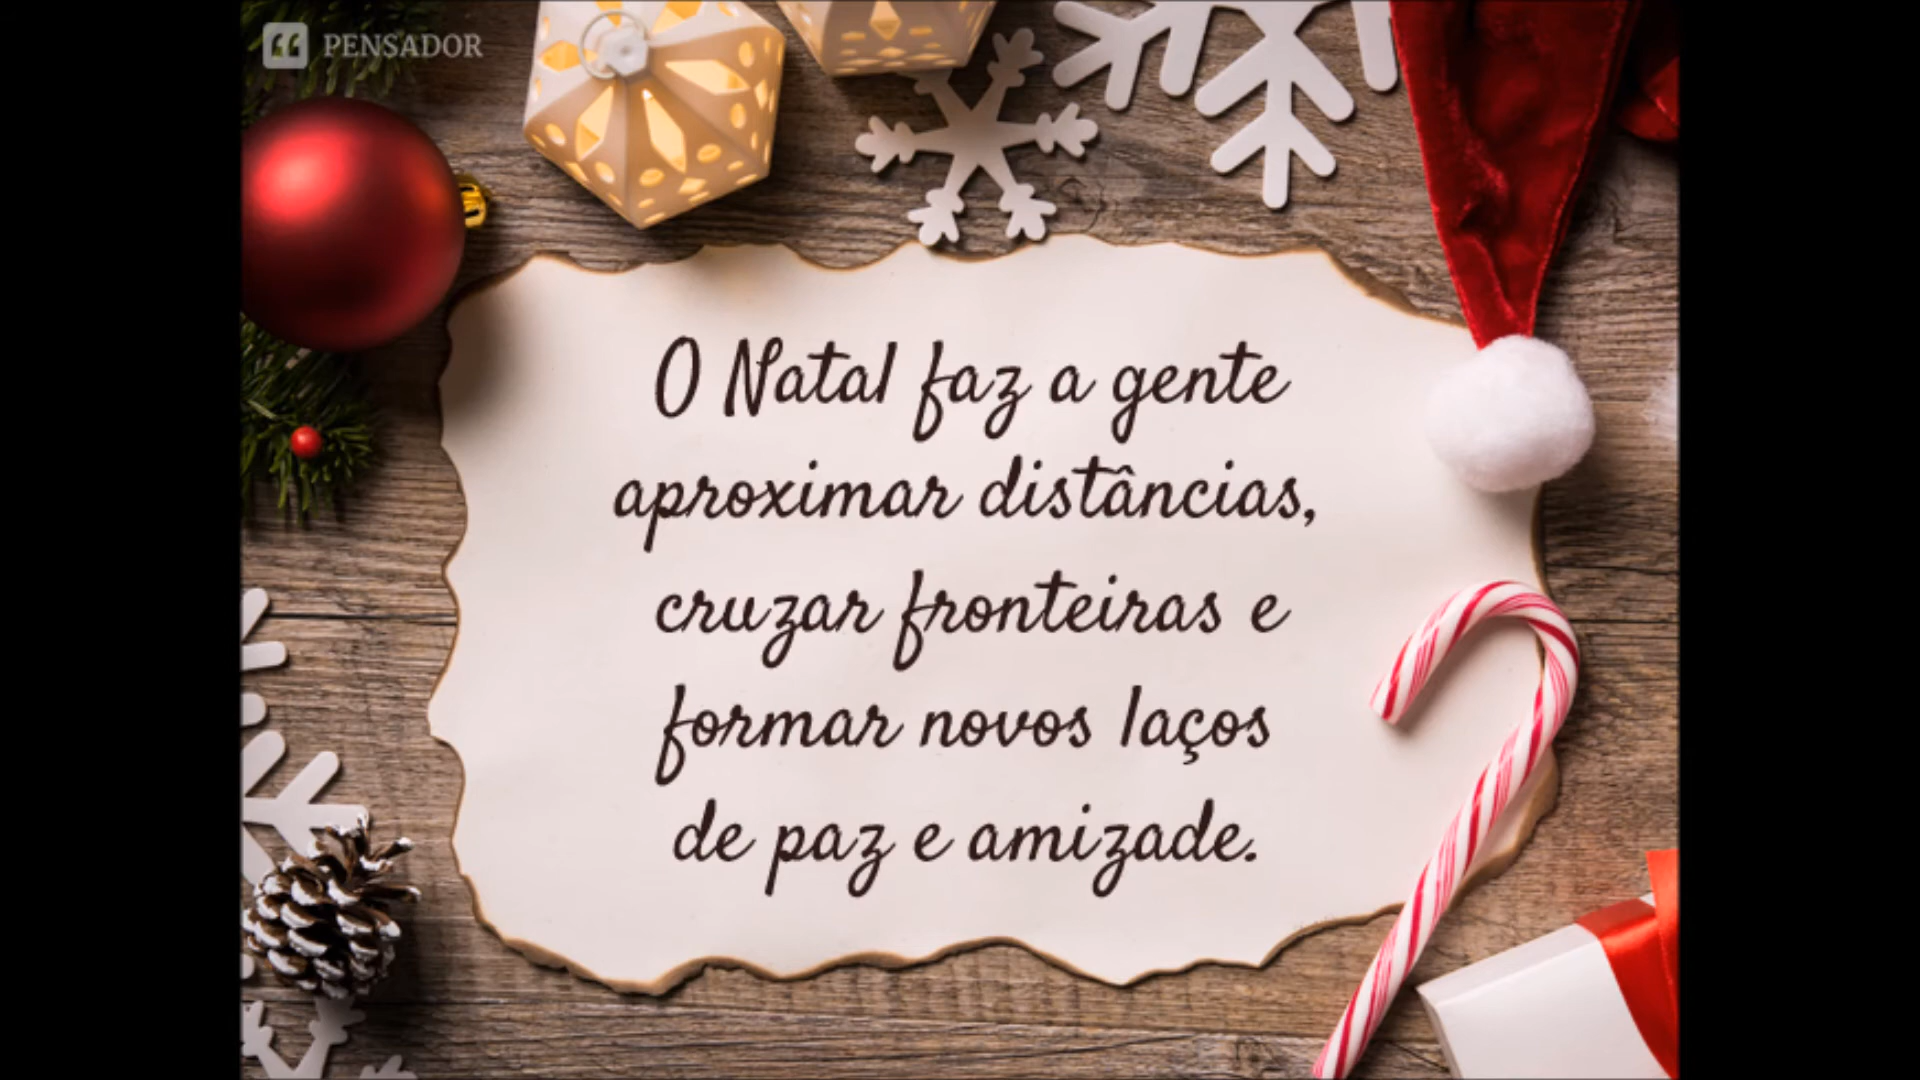 PENSADOR
O Natal faz a gente
aproximar distâncias,
cruzar fronteiras e
formar novos laços
de paz e amizade.